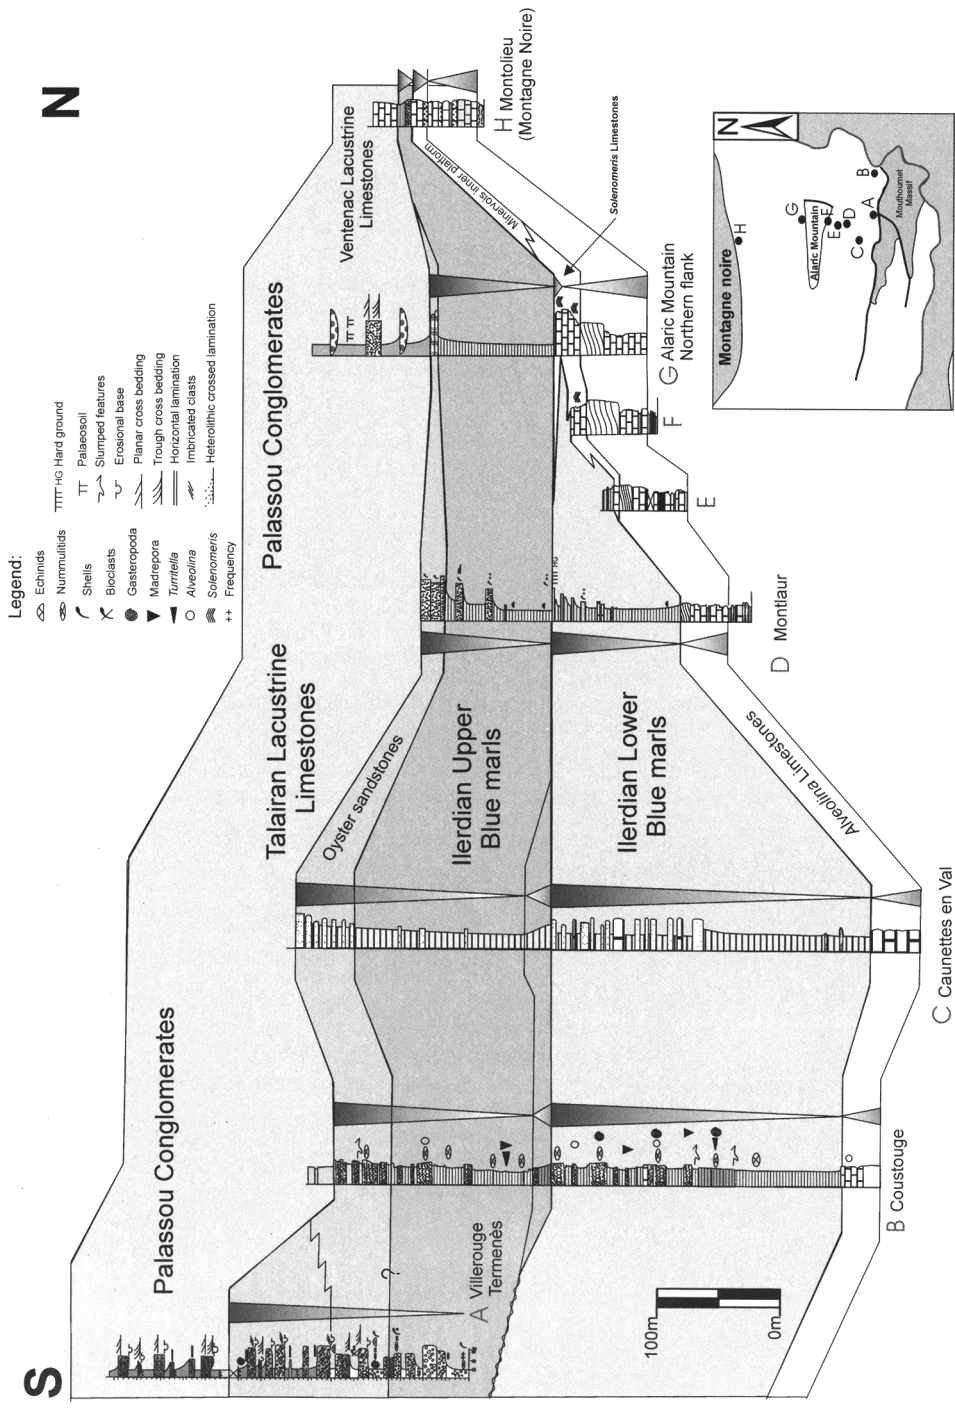 S
N
Legend:
Echinids
Nummulitids
Shells
Bioclasts
Gasteropoda
Madrepora
Turritella
Alveolina
Solenomeris
Frequency
HG Hard ground
Palaeosoil
Slumped features
Erosional base
Planar cross bedding
Trough cross bedding
Horizontal lamination
Imbricated clasts
Heterolithic crossed lamination
Palassou Conglomerates
Palassou Conglomerates
Talairan Lacustrine
Limestones
Ventenac Lacustrine
Limestones
Oyster sandstones
Ilerdian Upper
Blue marls
Ilerdian Lower
Blue marls
Alveolina Limestones
Minervois inner platform
Solenomeris Limestones
HG
?
A Villerouge
Termenès
B Coustouge
C Caunettes en Val
D Montlaur
E
F
G Alaric Mountain
Northern flank
H Montolieu
(Montagne Noire)
100m
0m
N
Montagne noire
H
G
Alaric Mountain
F
E
D
C
A
B
Mouthoumet
Massif